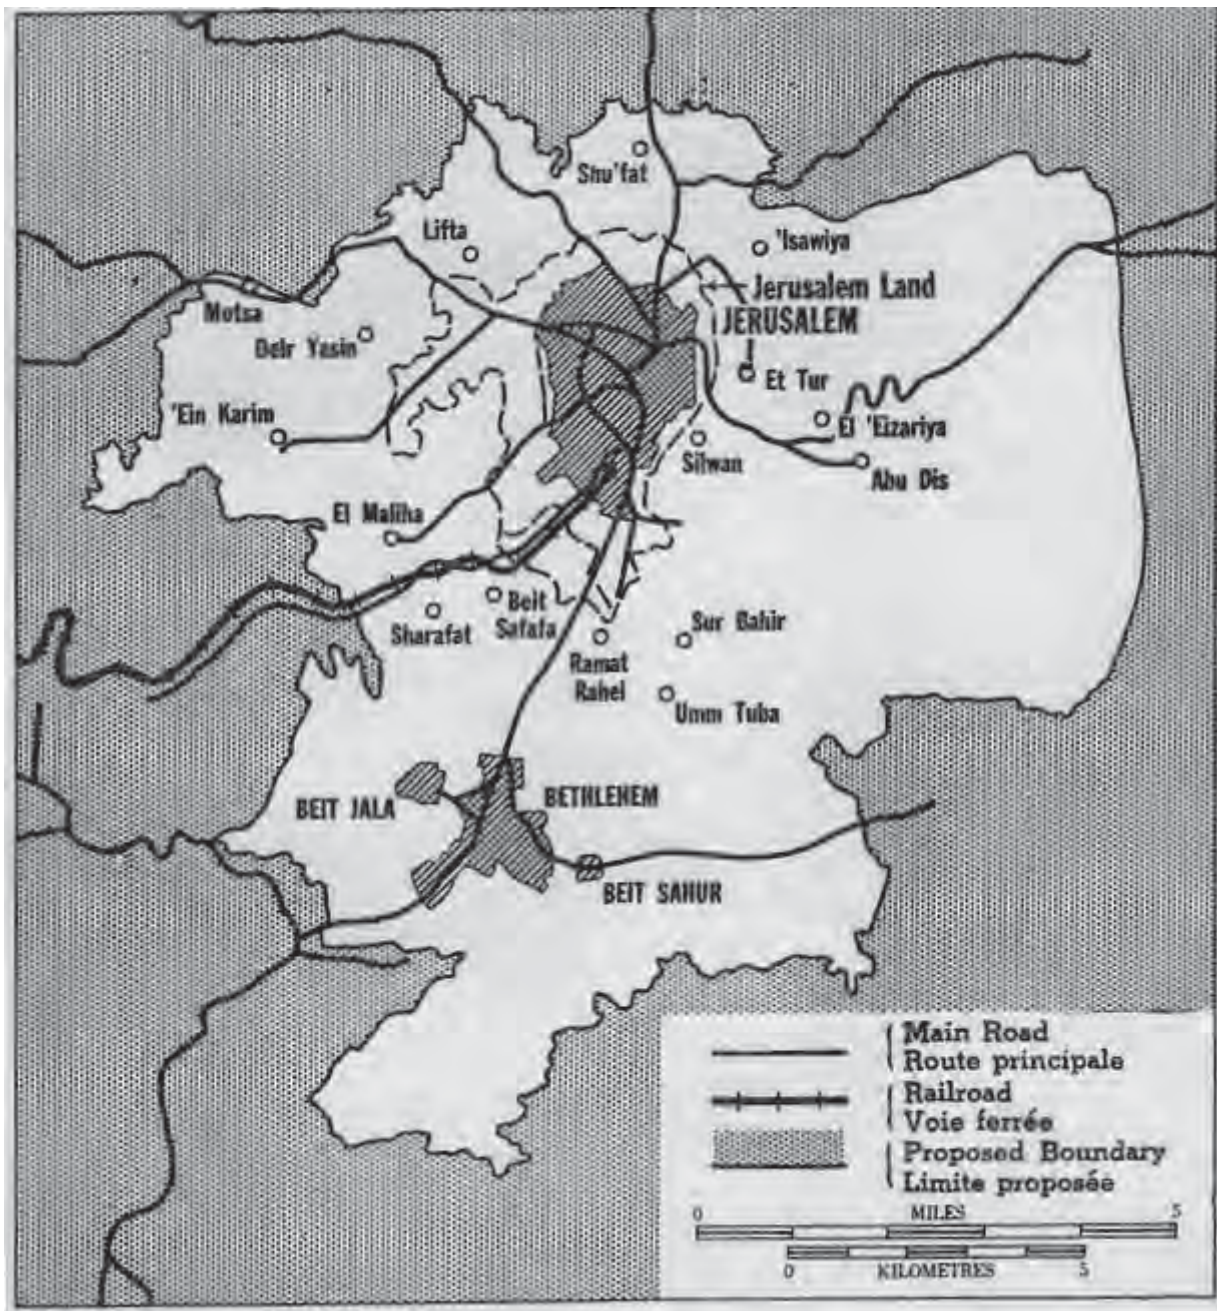 Shu'fat
Lifta
'Isawiya
Jerusalem Land
JERUSALEM
Motsa
Deir Yasin
Et Tur
'Ein Karim
El 'Eizariya
Silwan
Abu Dis
El Maliha
Beit
Safafa
Sharafat
Sur Bahir
Ramat
Rahel
Umm Tuba
BEIT JALA
BETHLEHEM
BEIT SAHUR
Main Road
Route principale
Railroad
Voie ferrée
Proposed Boundary
Limite proposée
0 MILES 5
0 KILOMETRES 5